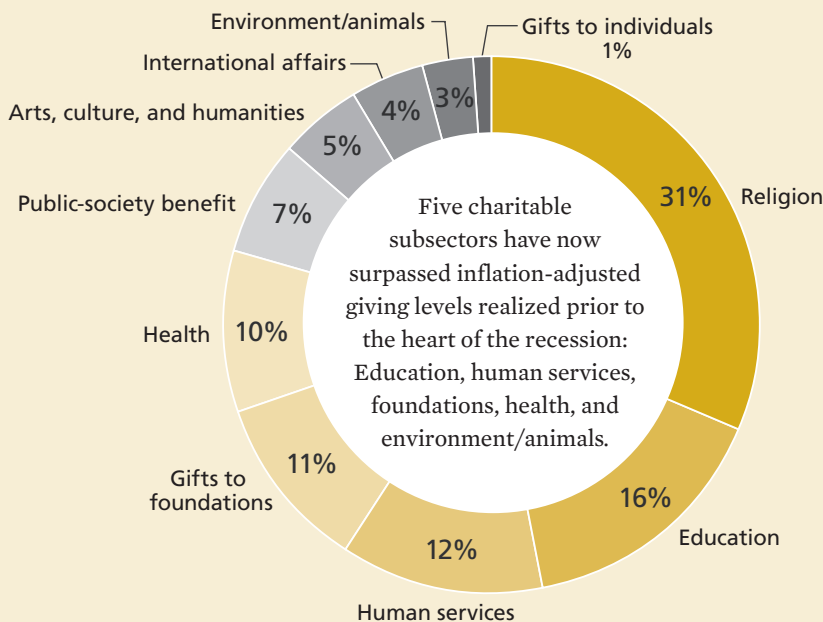 Environment/animals
Gifts to individuals
1%
International affairs
3%
4%
Arts, culture, and humanities
5%
31%
Religion
Public-society benefit
7%
Five charitable
subsectors have now
surpassed inflation-adjusted
giving levels realized prior to
the heart of the recession:
Education, human services,
foundations, health, and
environment/animals.
Health
10%
Gifts to
foundations
11%
16%
Education
12%
Human services